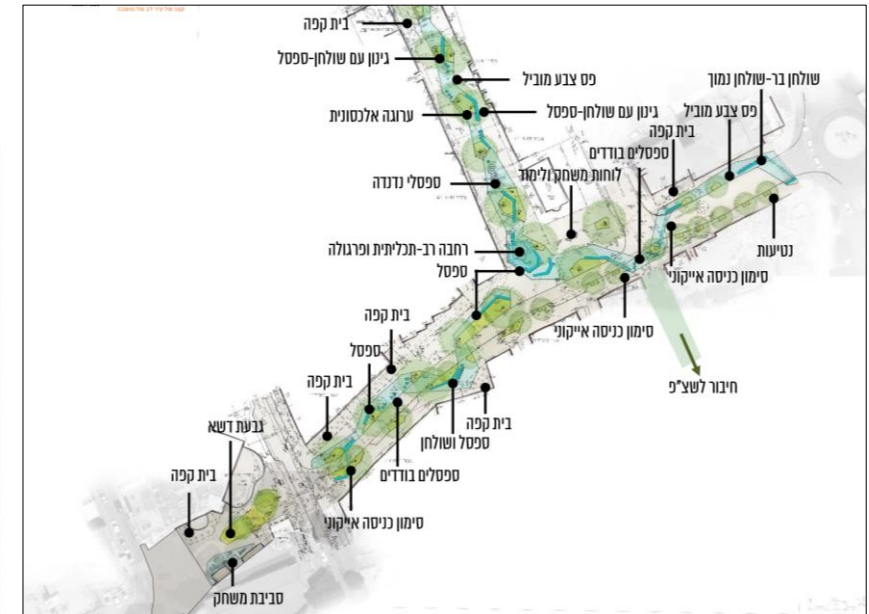 בית קפה
גינון עם שולחן-ספסל
פס צבע מוביל
שולחן בר-שולחן נמוך
ערוגה אלכסונית
גינון עם שולחן-ספסל
פס צבע מוביל
בית קפה
ספסלים בודדים
ספסלי נדנדה
לוחות משחק ולימוד
רחבה רב-תכליתית ופרגולה
נטיעות
ספסל
סימון כניסה אייקוני
בית קפה
סימון כניסה אייקוני
ספסל
בית קפה
חיבור לשצ"פ
בית קפה
גבעת דשא
ספסל ושולחן
בית קפה
ספסלים בודדים
סימון כניסה אייקוני
סביבת משחק